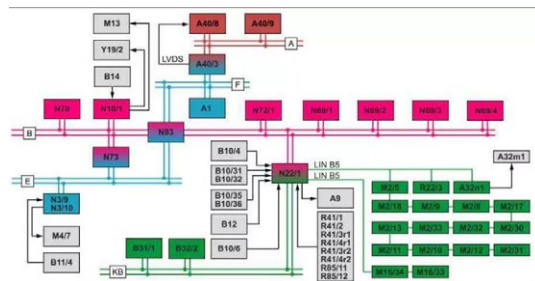 M13
A40/8
A40/9
Y19/2
A
LVDS
B14
A40/3
F
N70
N10/1
A1
N72/1
N69/1
N69/2
N69/3
N69/4
B
N93
N73
B10/4
LIN B5
A32m1
B10/31
B10/32
N22/1
LIN B5
E
M2/5
R22/3
A32n1
N3/9
N3/10
B10/35
B10/36
A9
M2/18
M2/9
M2/6
M2/17
B12
R41/1
R41/2
R41/3r1
R41/4r1
R41/3r2
R41/4r2
R85/11
R85/12
M2/13
M2/33
M2/32
M2/30
M4/7
B31/1
B32/2
B10/6
M2/11
M2/10
M2/12
M2/31
B11/4
KB
M16/34
M16/33